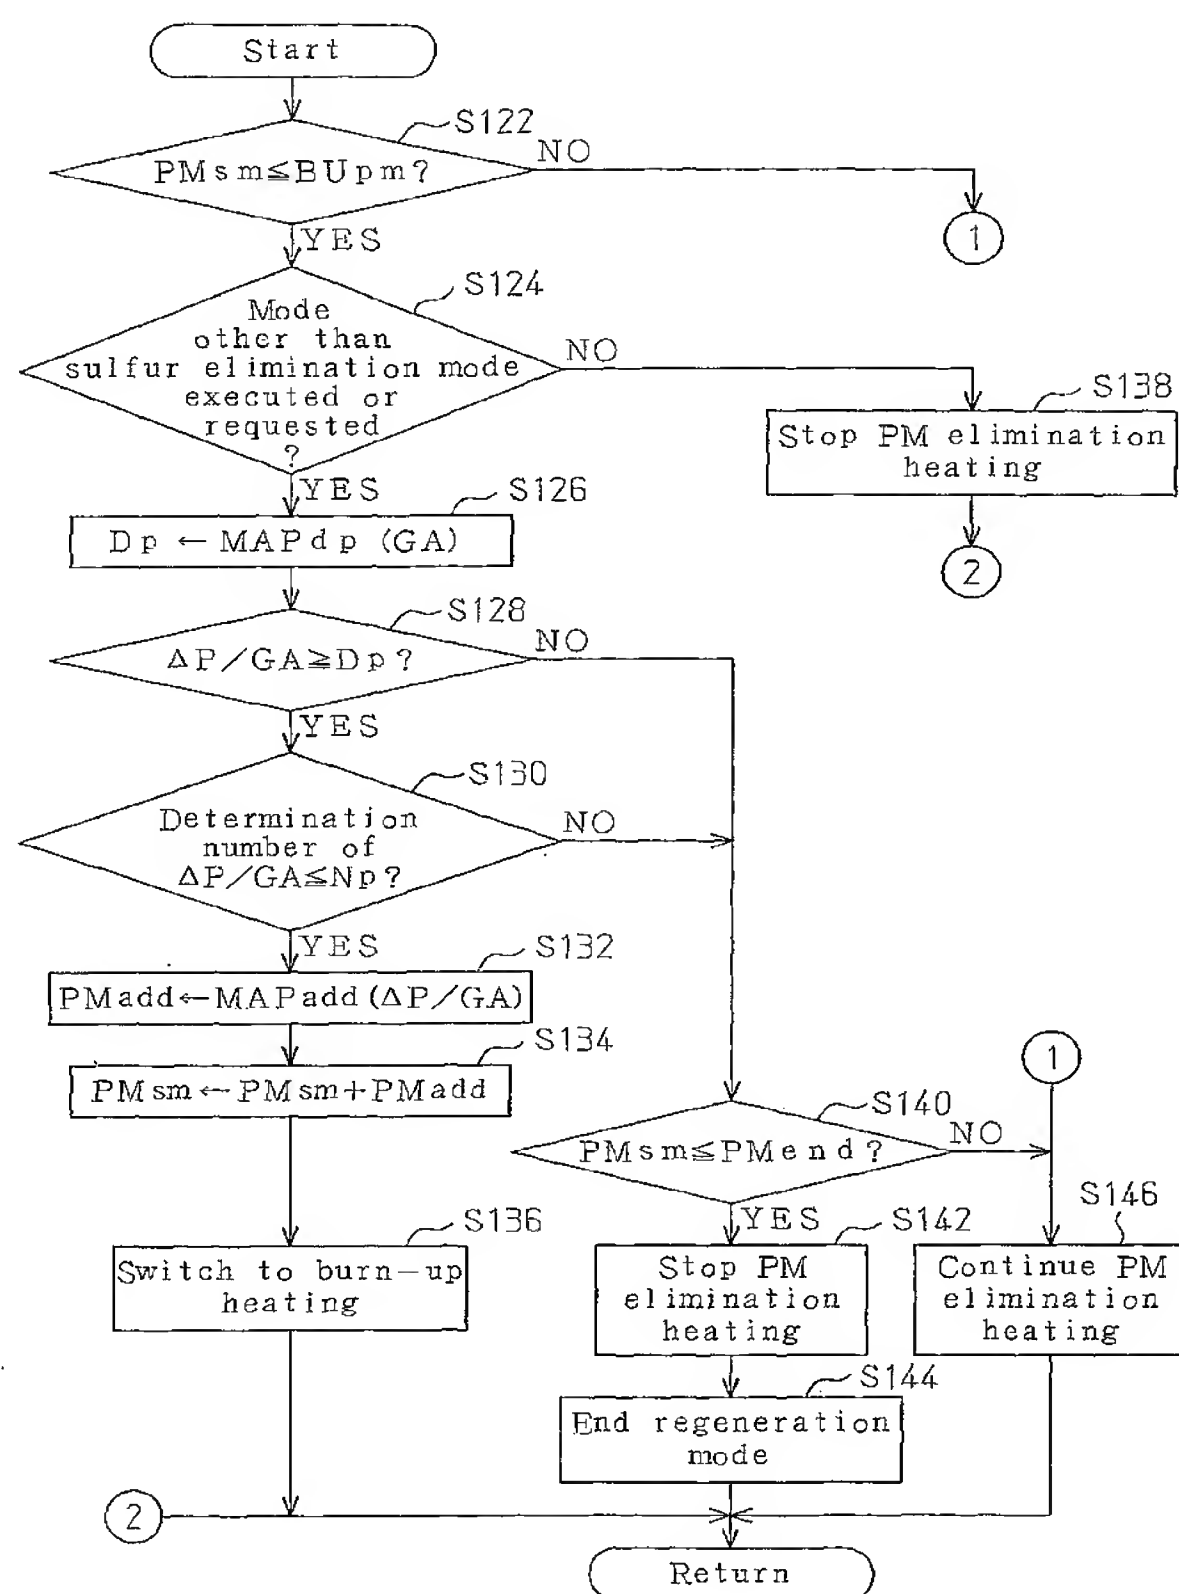 Start
S122
PMsm≦BUpm?
NO
1
YES
S124
Mode
other than
sulfur elimination mode
executed or
requested
?
NO
S138
Stop PM elimination
heating
2
YES
S126
Dp ← MAPdp (GA)
S128
ΔP/GA≧Dp?
NO
YES
S130
Determination
number of
ΔP/GA≦Np?
NO
YES
S132
PMadd←MAPadd(ΔP/GA)
S134
PMsm←PMsm+PMadd
1
S140
PMsm≦PMend?
NO
YES
S136
Switch to burn-up
heating
S142
Stop PM
elimination
heating
S146
Continue PM
elimination
heating
S144
End regeneration
mode
2
Return